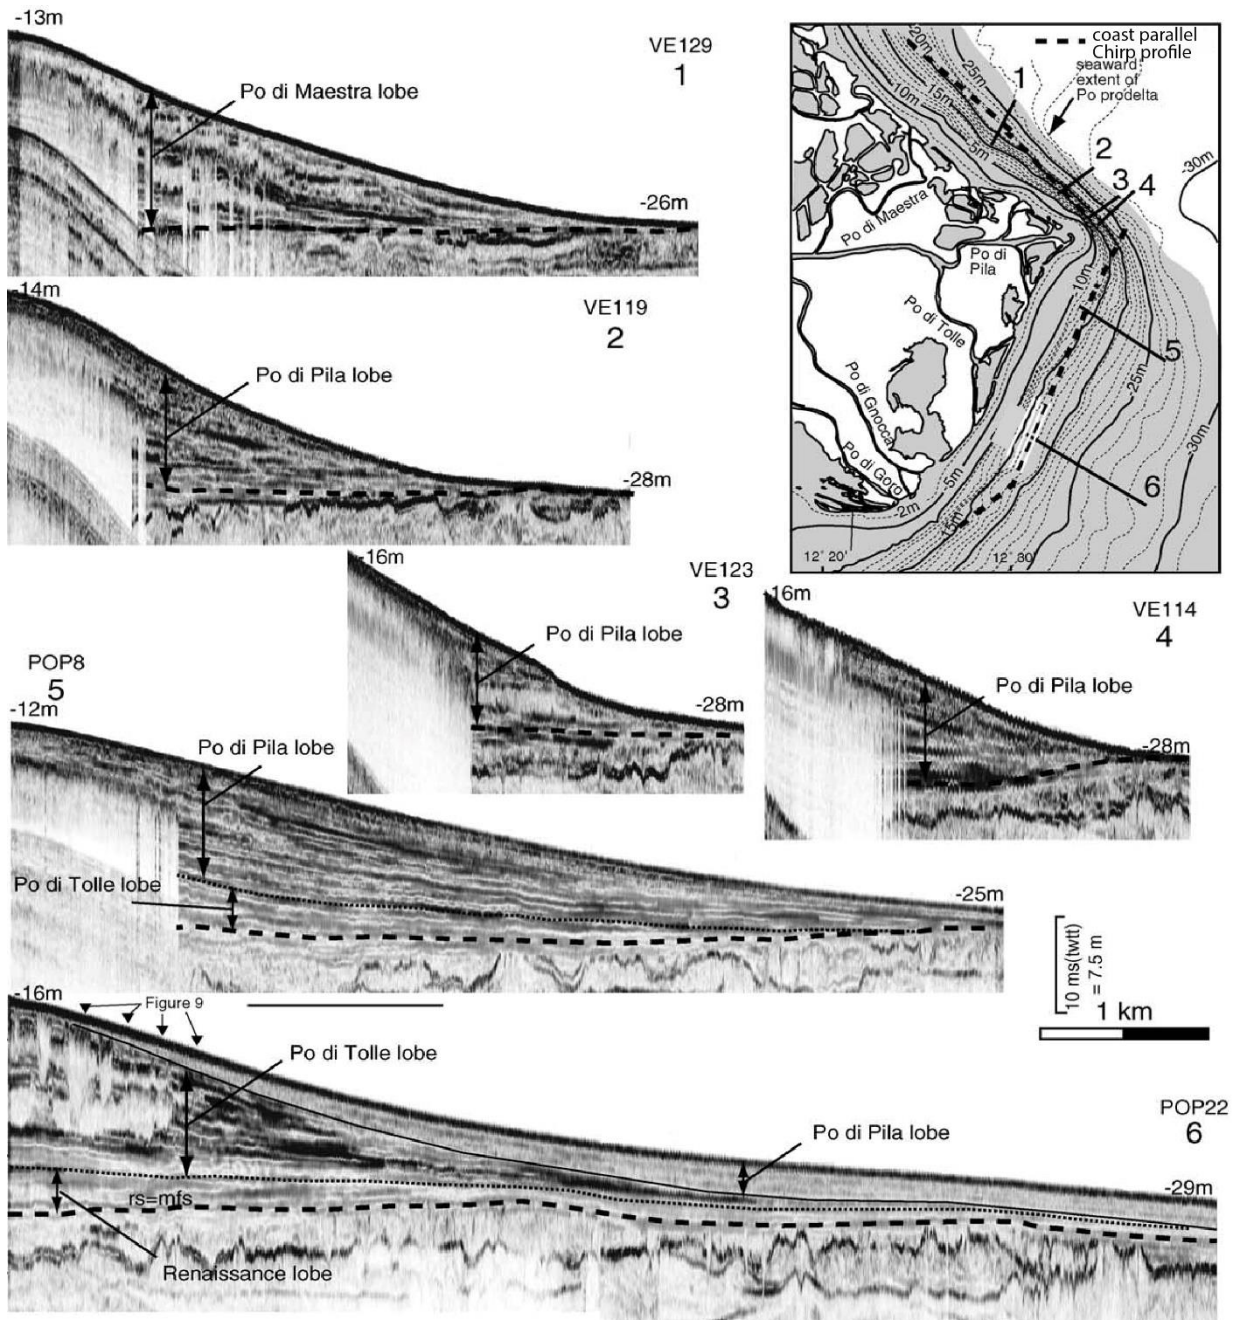 -13m
VE129
1
Po di Maestra lobe
-26m
-14m
VE119
2
Po di Pila lobe
-28m
coast parallel
Chirp profile
seaward
extent of
Po prodelta
20m
25m
15m
10m
5m
1
2
3
4
-30m
Po di Maestra
Po di
Pila
10m
Po di Tolle
5
25m
Po di Gnocca
30m
Po di Goro
5m
6
2m
15m
12° 20'
12° 30'
-16m
VE123
3
Po di Pila lobe
-28m
16m
VE114
4
Po di Pila lobe
-28m
POP8
5
-12m
Po di Pila lobe
Po di Tolle lobe
-25m
10 ms(twtt)
= 7.5 m
1 km
-16m
Figure 9
Po di Tolle lobe
POP22
6
Po di Pila lobe
-29m
rs=mfs
Renaissance lobe